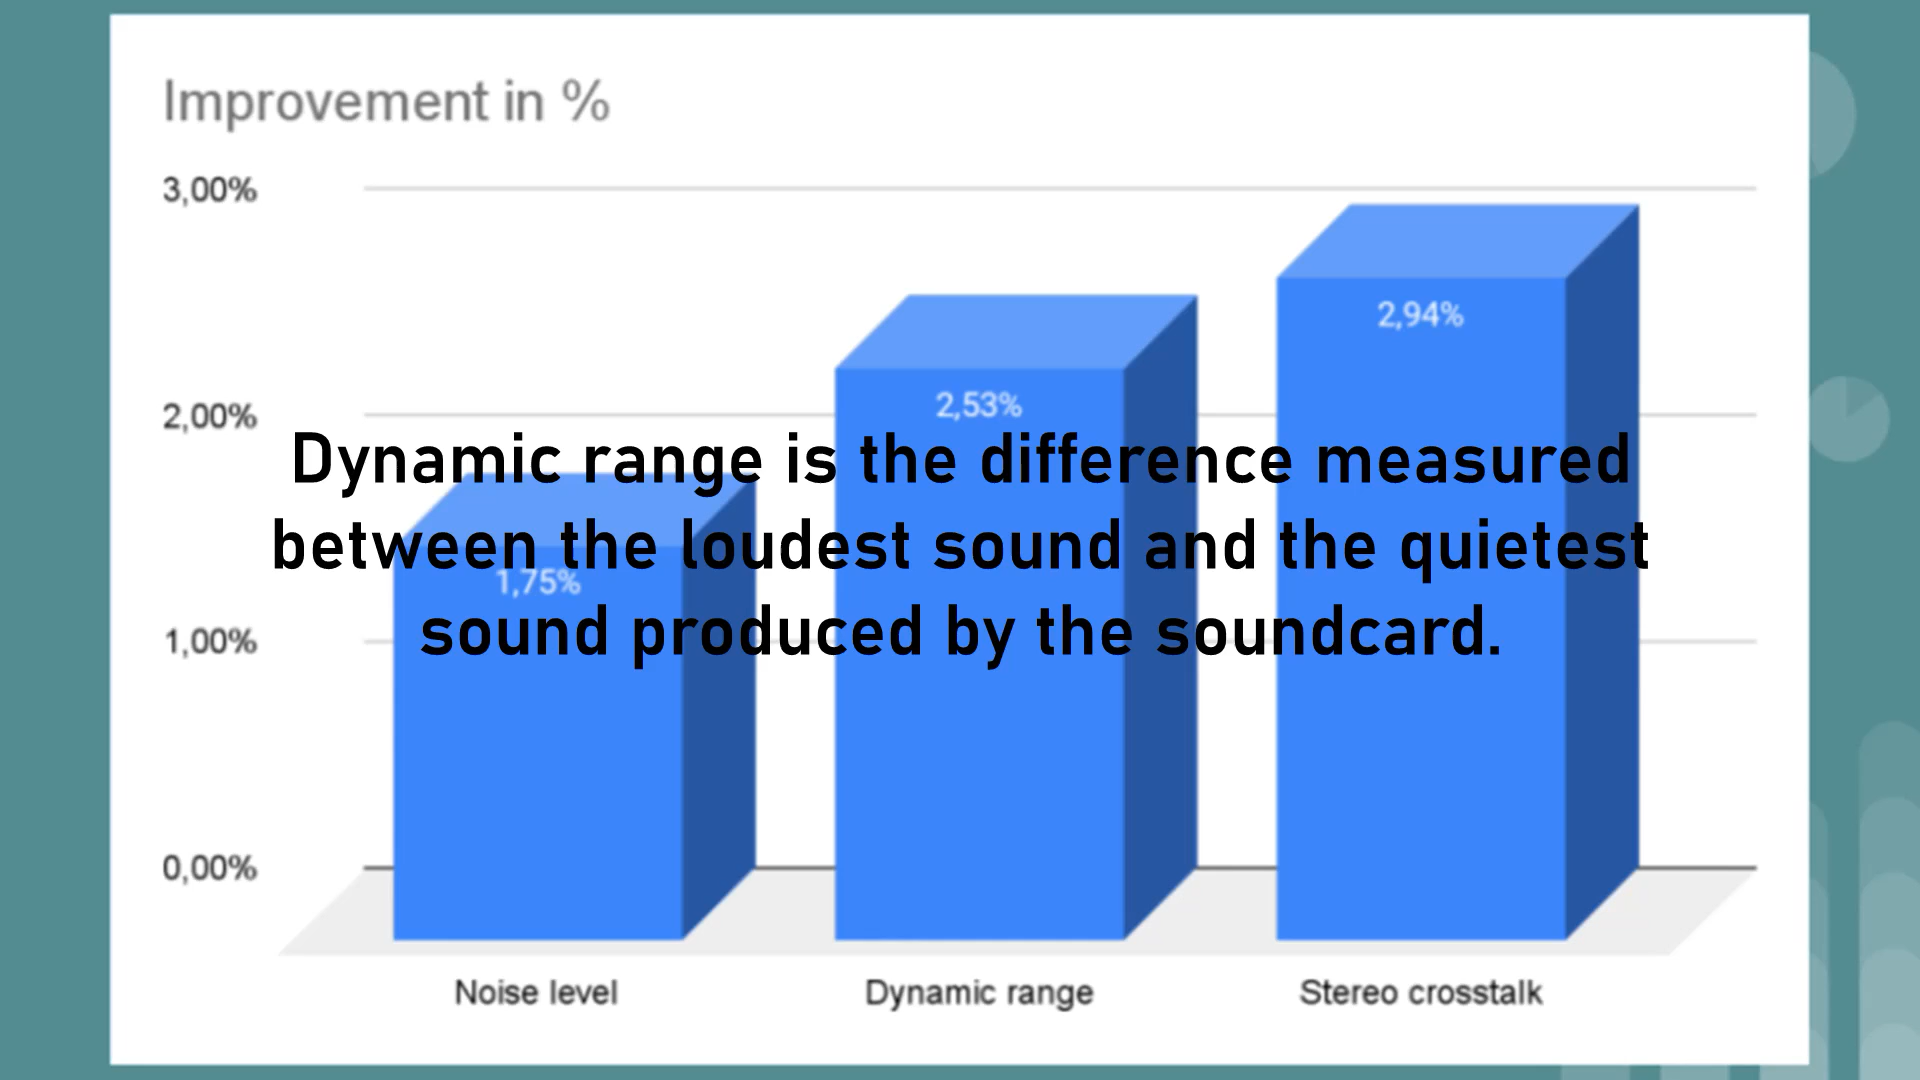 Improvement in %
3,00%
2,94%
2,53%
2,00%
Dynamic range is the difference measured
between the loudest sound and the quietest
1,75%
sound produced by the soundcard.
1,00%
0,00%
Noise level
Dynamic range
Stereo crosstalk